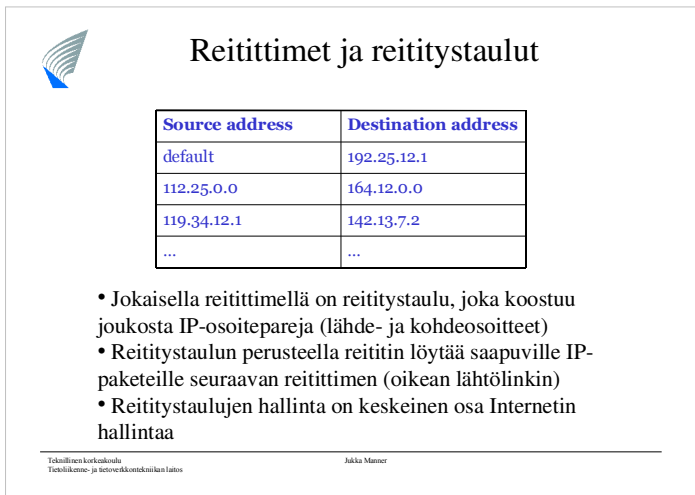 Reitittimet ja reititystaulut
Source address Destination address
default 192.25.12.1
112.25.0.0 164.12.0.0
119.34.12.1 142.13.7.2
... ...
• Jokaisella reitittimellä on reititystaulu, joka koostuu
joukosta IP-osoitepareja (lähde- ja kohdeosoitteet)
• Reititystaulun perusteella reititin löytää saapuville IP-
paketeille seuraavan reitittimen (oikean lähtölinkin)
• Reititystaulujen hallinta on keskeinen osa Internetin
hallintaa
Teknillinen korkeakoulu Jukka Manner
Tietoliikenne- ja tietoverkkontekniikan laitos